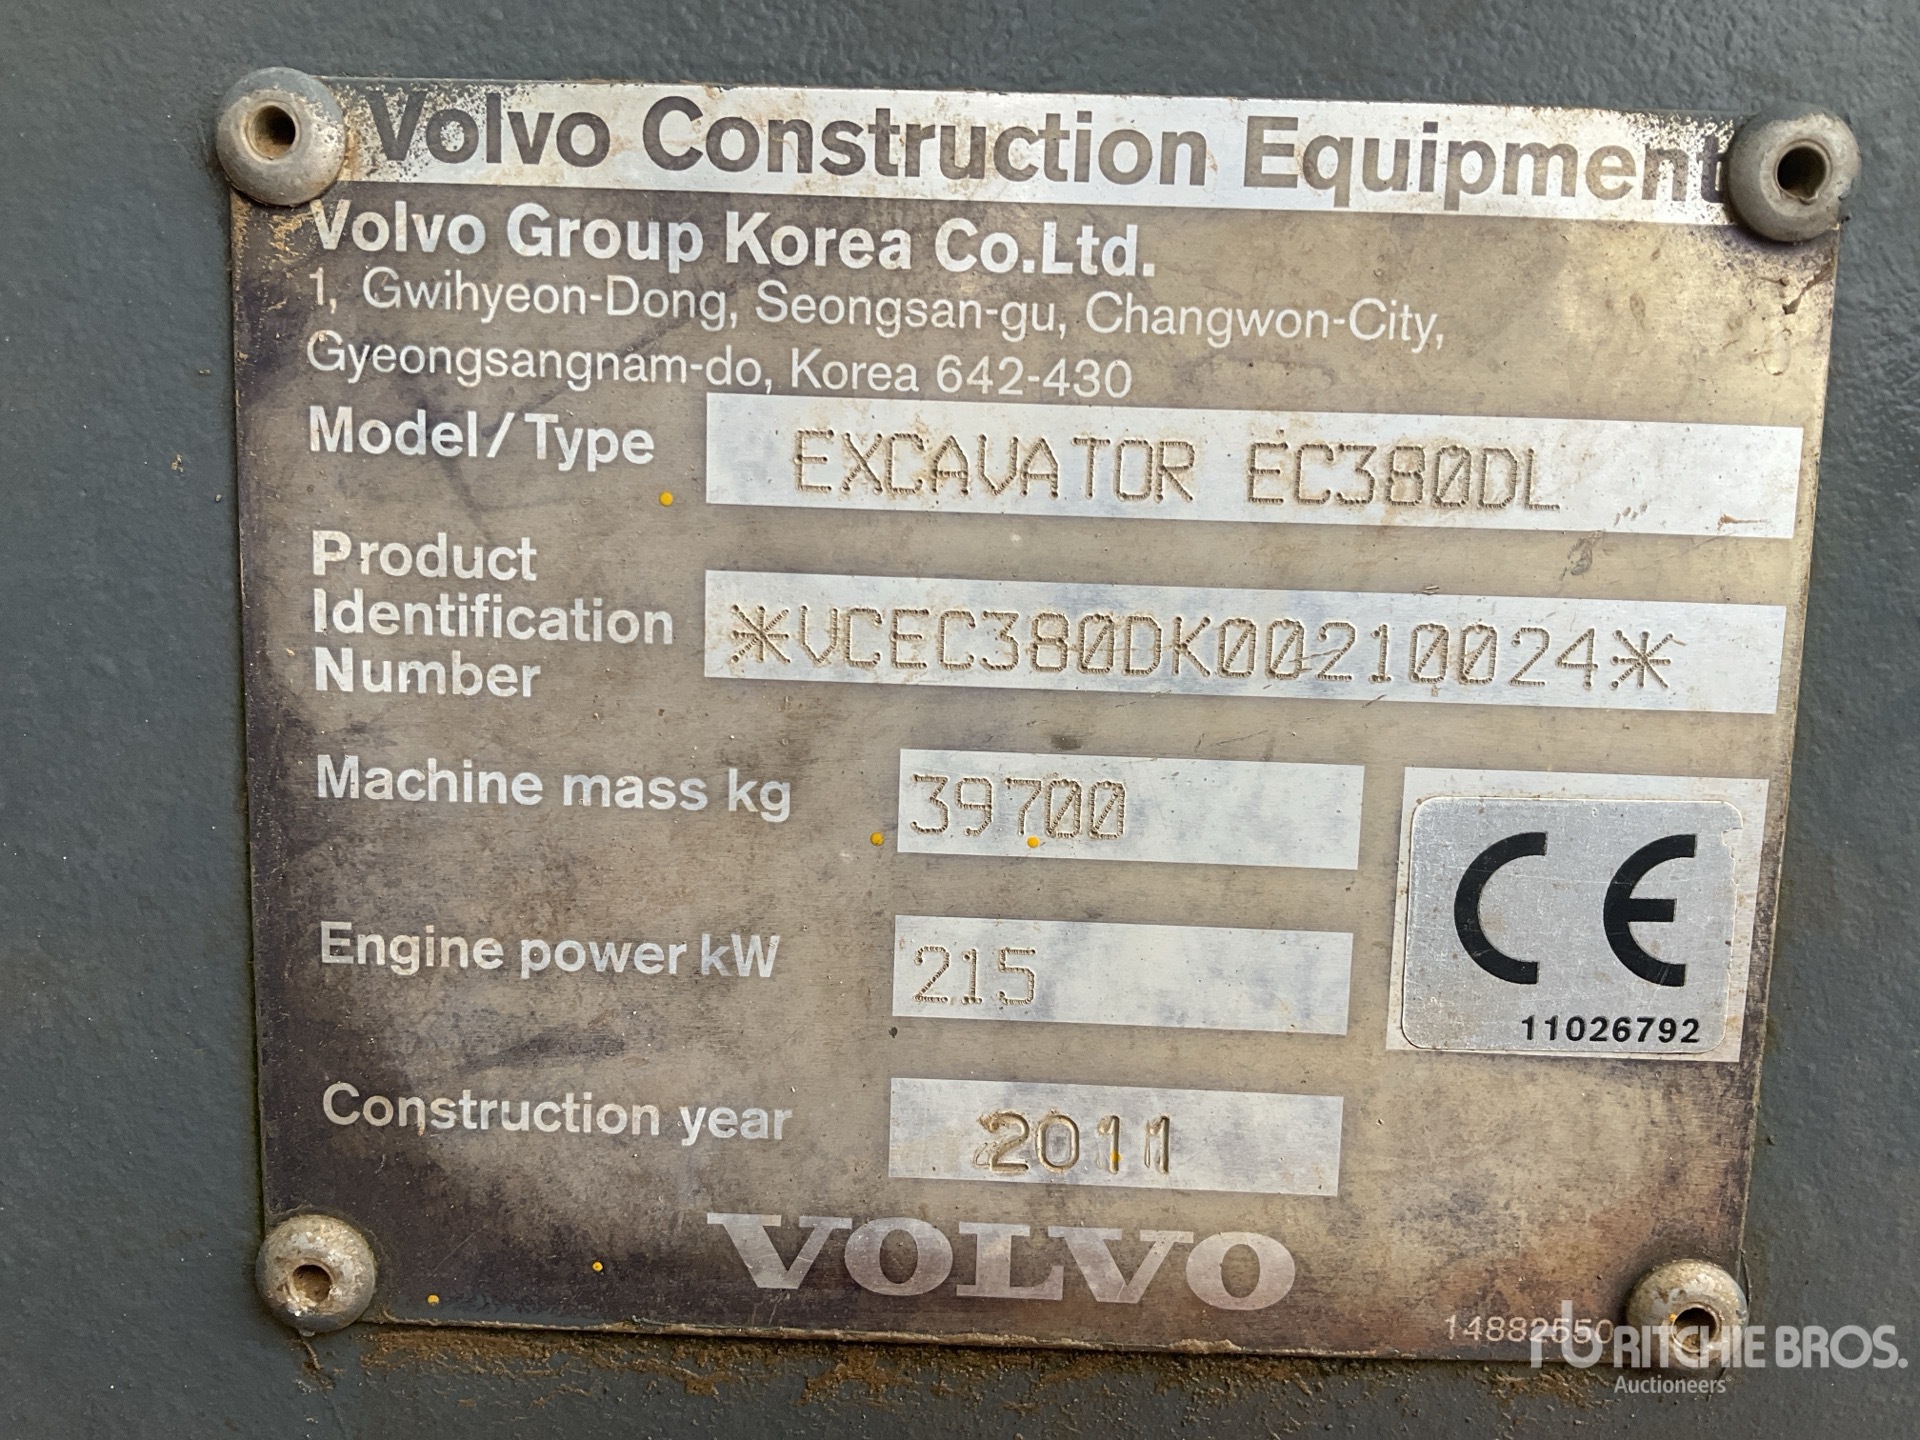 Volvo Construction Equipment
Volvo Group Korea Co.Ltd.
1, Gwihyeon-Dong, Seongsan-gu, Changwon-City,
Gyeongsangnam-do, Korea 642-430
Model/Type EXCAVATOR EC380DL
Product
Identification
Number *VCEC380DK00210024*
Machine mass kg 39700
Engine power kW 215
CE
11026792
Construction year 2011
VOLVO
14882550
RITCHIE BROS.
Auctioneers